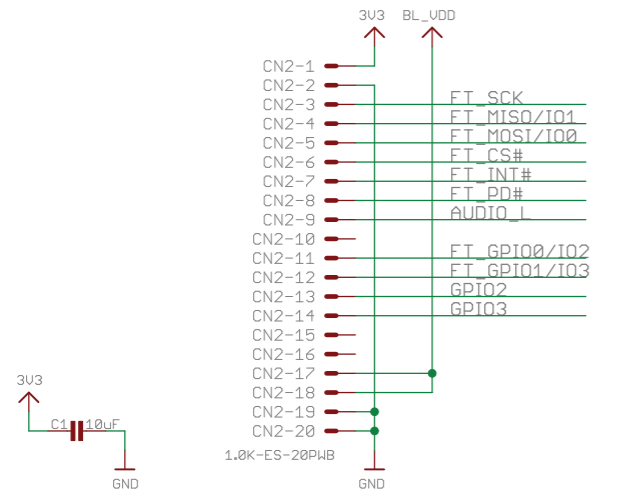 3V3 BL_VDD
CN2-1
CN2-2
CN2-3 FT_SCK
CN2-4 FT_MISO/IO1
CN2-5 FT_MOSI/IO0
CN2-6 FT_CS#
CN2-7 FT_INT#
CN2-8 FT_PD#
CN2-9 AUDIO_L
CN2-10
CN2-11 FT_GPIO0/IO2
CN2-12 FT_GPIO1/IO3
CN2-13 GPIO2
CN2-14 GPIO3
CN2-15
CN2-16
CN2-17
CN2-18
CN2-19
CN2-20
1.0K-ES-20PWB
GND
3V3
C1 10uF
GND